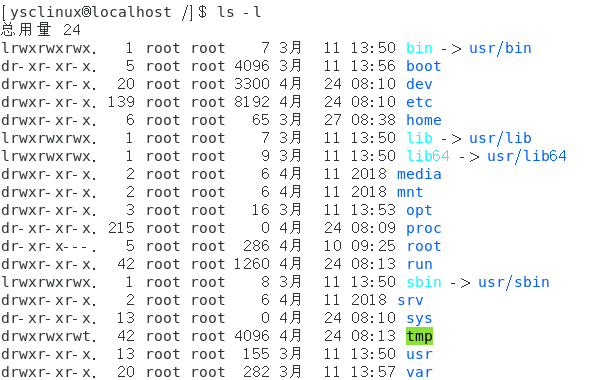 [ysclinux@localhost /]$ ls -l
总用量 24
lrwxrwxrwx.   1 root root    7 3月  11 13:50 bin -> usr/bin
dr-xr-xr-x.   5 root root 4096 3月  11 13:56 boot
drwxr-xr-x.  20 root root 3300 4月  24 08:10 dev
drwxr-xr-x. 139 root root 8192 4月  24 08:10 etc
drwxr-xr-x.   6 root root   65 3月  27 08:38 home
lrwxrwxrwx.   1 root root    7 3月  11 13:50 lib -> usr/lib
lrwxrwxrwx.   1 root root    9 3月  11 13:50 lib64 -> usr/lib64
drwxr-xr-x.   2 root root    6 4月  11 2018 media
drwxr-xr-x.   2 root root    6 4月  11 2018 mnt
drwxr-xr-x.   3 root root   16 3月  11 13:53 opt
dr-xr-xr-x. 215 root root    0 4月  24 08:09 proc
dr-xr-x---.   5 root root  286 4月  10 09:25 root
drwxr-xr-x.  42 root root 1260 4月  24 08:13 run
lrwxrwxrwx.   1 root root    8 3月  11 13:50 sbin -> usr/sbin
drwxr-xr-x.   2 root root    6 4月  11 2018 srv
dr-xr-xr-x.  13 root root    0 4月  24 08:10 sys
drwxrwxrwt.  42 root root 4096 4月  24 08:13 tmp
drwxr-xr-x.  13 root root  155 3月  11 13:50 usr
drwxr-xr-x.  20 root root  282 3月  11 13:57 var